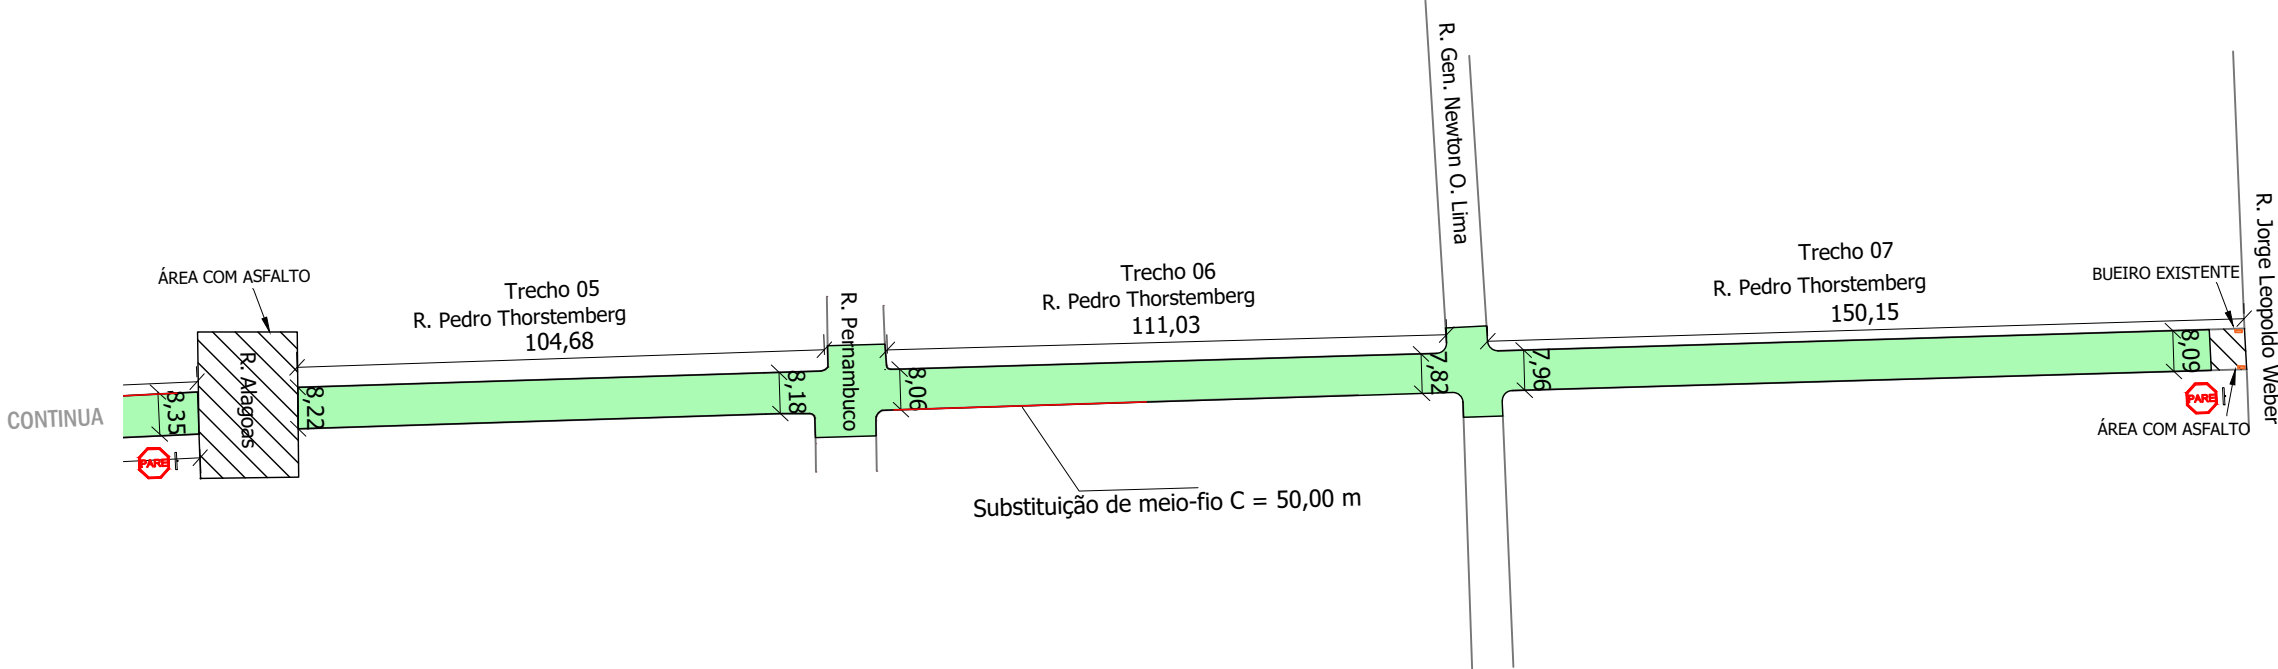 CONTINUA
8,35
PARE
ÁREA COM ASFALTO
R. Alagoas
8,22
Trecho 05
R. Pedro Thorstemberg
104,68
8,18
R. Pernambuco
8,06
Trecho 06
R. Pedro Thorstemberg
111,03
Substituição de meio-fio C = 50,00 m
7,82
R. Gen. Newton O. Lima
7,96
Trecho 07
R. Pedro Thorstemberg
150,15
BUEIRO EXISTENTE
8,09
PARE
ÁREA COM ASFALTO
R. Jorge Leopoldo Weber